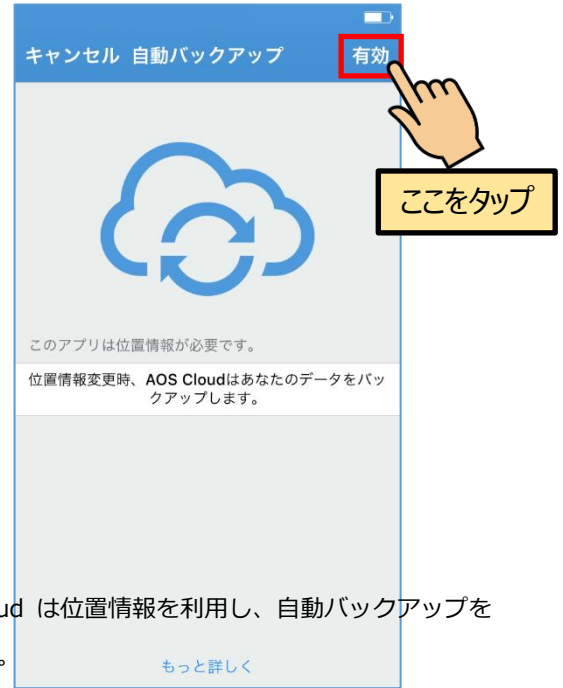 キャンセル 自動バックアップ 有効
ここをタップ
このアプリは位置情報が必要です。
位置情報変更時、AOS Cloudはあなたのデータをバッ
クアップします。
ud は位置情報を利用し、自動バックアップを
。
もっと詳しく